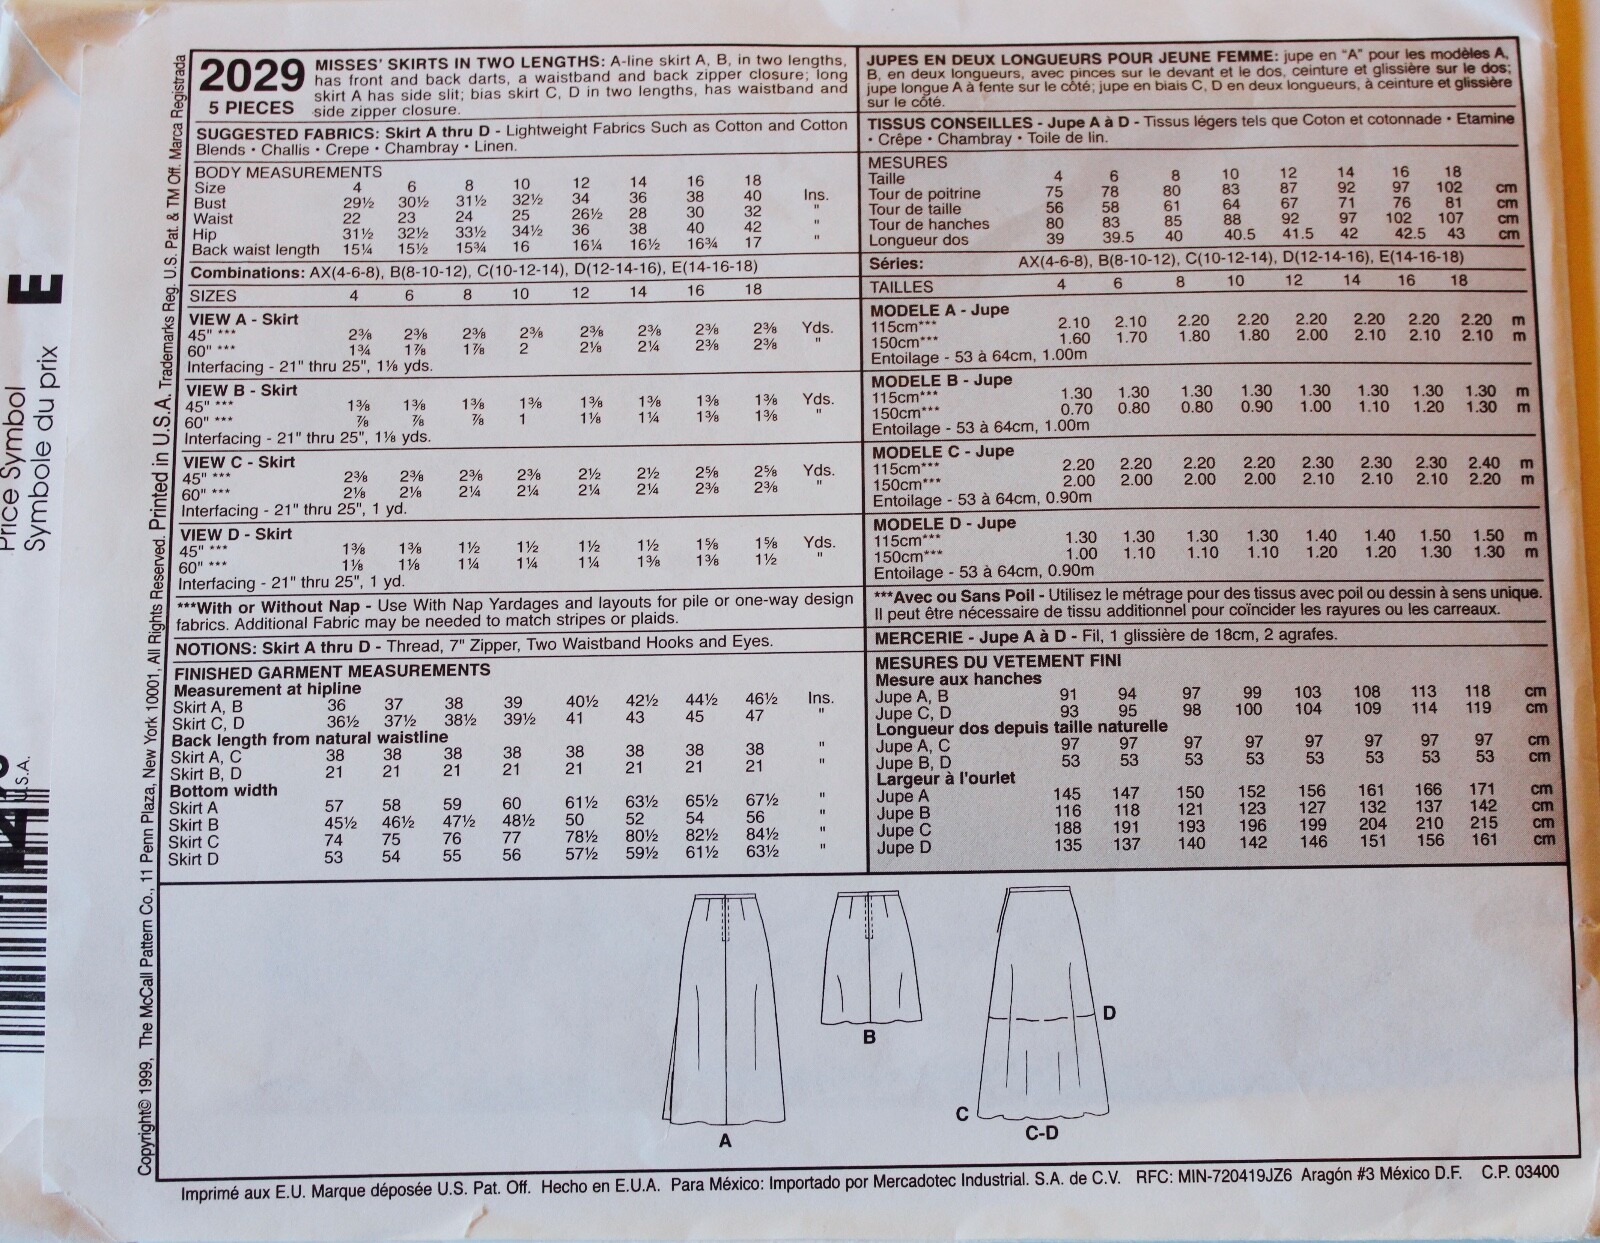 2029
5 PIECES
MISSES' SKIRTS IN TWO LENGTHS: A-line skirt A, B, in two lengths,
has front and back darts, a waistband and back zipper closure; long
skirt A has side slit; bias skirt C, D in two lengths, has waistband and
side zipper closure.
SUGGESTED FABRICS: Skirt A thru D - Lightweight Fabrics Such as Cotton and Cotton
Blends • Challis • Crepe • Chambray • Linen.
BODY MEASUREMENTS
Size 4 6 8 10 12 14 16 18
Bust 29½ 30½ 31½ 32½ 34 36 38 40 Ins.
Waist 22 23 24 25 26½ 28 30 32 "
Hip 31½ 32½ 33½ 34½ 36 38 40 42 "
Back waist length 15¼ 15½ 15¾ 16 16¼ 16½ 16¾ 17 "
Combinations: AX(4-6-8), B(8-10-12), C(10-12-14), D(12-14-16), E(14-16-18)
SIZES 4 6 8 10 12 14 16 18
VIEW A - Skirt
45" *** 2⅜ 2⅜ 2⅜ 2⅜ 2⅜ 2⅜ 2⅜ 2⅜ Yds.
60" *** 1¾ 1⅞ 1⅞ 2 2⅛ 2¼ 2⅜ 2⅜ "
Interfacing - 21" thru 25", 1⅛ yds.
VIEW B - Skirt
45" *** 1⅜ 1⅜ 1⅜ 1⅜ 1⅜ 1⅜ 1⅜ 1⅜ Yds.
60" *** ⅞ ⅞ ⅞ 1 1⅛ 1¼ 1⅜ 1⅜ "
Interfacing - 21" thru 25", 1⅛ yds.
VIEW C - Skirt
45" *** 2⅜ 2⅜ 2⅜ 2⅜ 2½ 2½ 2⅝ 2⅝ Yds.
60" *** 2⅛ 2⅛ 2¼ 2¼ 2¼ 2¼ 2⅜ 2⅜ "
Interfacing - 21" thru 25", 1 yd.
VIEW D - Skirt
45" *** 1⅜ 1⅜ 1½ 1½ 1½ 1½ 1⅝ 1⅝ Yds.
60" *** 1⅛ 1⅛ 1¼ 1¼ 1¼ 1⅜ 1⅜ 1½ "
Interfacing - 21" thru 25", 1 yd.
***With or Without Nap - Use With Nap Yardages and layouts for pile or one-way design
fabrics. Additional Fabric may be needed to match stripes or plaids.
NOTIONS: Skirt A thru D - Thread, 7" Zipper, Two Waistband Hooks and Eyes.
FINISHED GARMENT MEASUREMENTS
Measurement at hipline
Skirt A, B 36 37 38 39 40½ 42½ 44½ 46½ Ins.
Skirt C, D 36½ 37½ 38½ 39½ 41 43 45 47 "
Back length from natural waistline
Skirt A, C 38 38 38 38 38 38 38 38 "
Skirt B, D 21 21 21 21 21 21 21 21 "
Bottom width
Skirt A 57 58 59 60 61½ 63½ 65½ 67½ "
Skirt B 45½ 46½ 47½ 48½ 50 52 54 56 "
Skirt C 74 75 76 77 78½ 80½ 82½ 84½ "
Skirt D 53 54 55 56 57½ 59½ 61½ 63½
JUPES EN DEUX LONGUEURS POUR JEUNE FEMME: jupe en "A" pour les modèles A,
B, en deux longueurs, avec pinces sur le devant et le dos, ceinture et glissière sur le dos;
jupe longue A à fente sur le côté; jupe en biais C, D en deux longueurs, à ceinture et glissière
sur le côté.
TISSUS CONSEILLES - Jupe A à D - Tissus légers tels que Coton et cotonnade • Etamine
• Crêpe • Chambray • Toile de lin.
MESURES
Taille 4 6 8 10 12 14 16 18
Tour de poitrine 75 78 80 83 87 92 97 102 cm
Tour de taille 56 58 61 64 67 71 76 81 cm
Tour de hanches 80 83 85 88 92 97 102 107 cm
Longueur dos 39 39.5 40 40.5 41.5 42 42.5 43 cm
Séries: AX(4-6-8), B(8-10-12), C(10-12-14), D(12-14-16), E(14-16-18)
TAILLES 4 6 8 10 12 14 16 18
MODELE A - Jupe
115cm*** 2.10 2.10 2.20 2.20 2.20 2.20 2.20 2.20 m
150cm*** 1.60 1.70 1.80 1.80 2.00 2.10 2.10 2.10 m
Entoilage - 53 à 64cm, 1.00m
MODELE B - Jupe
115cm*** 1.30 1.30 1.30 1.30 1.30 1.30 1.30 1.30 m
150cm*** 0.70 0.80 0.80 0.90 1.00 1.10 1.20 1.30 m
Entoilage - 53 à 64cm, 1.00m
MODELE C - Jupe
115cm*** 2.20 2.20 2.20 2.20 2.30 2.30 2.30 2.40 m
150cm*** 2.00 2.00 2.00 2.00 2.10 2.10 2.10 2.20 m
Entoilage - 53 à 64cm, 0.90m
MODELE D - Jupe
115cm*** 1.30 1.30 1.30 1.30 1.40 1.40 1.50 1.50 m
150cm*** 1.00 1.10 1.10 1.10 1.20 1.20 1.30 1.30 m
Entoilage - 53 à 64cm, 0.90m
***Avec ou Sans Poil - Utilisez le métrage pour des tissus avec poil ou dessin à sens unique.
Il peut être nécessaire de tissu additionnel pour coïncider les rayures ou les carreaux.
MERCERIE - Jupe A à D - Fil, 1 glissière de 18cm, 2 agrafes.
MESURES DU VETEMENT FINI
Mesure aux hanches
Jupe A, B 91 94 97 99 103 108 113 118 cm
Jupe C, D 93 95 98 100 104 109 114 119 cm
Longueur dos depuis taille naturelle
Jupe A, C 97 97 97 97 97 97 97 97 cm
Jupe B, D 53 53 53 53 53 53 53 53 cm
Largeur à l'ourlet
Jupe A 145 147 150 152 156 161 166 171 cm
Jupe B 116 118 121 123 127 132 137 142 cm
Jupe C 188 191 193 196 199 204 210 215 cm
Jupe D 135 137 140 142 146 151 156 161 cm
A
B
D
C
C-D
Imprimé aux E.U. Marque déposée U.S. Pat. Off. Hecho en E.U.A. Para México: Importado por Mercadotec Industrial. S.A. de C.V. RFC: MIN-720419JZ6 Aragón #3 México D.F. C.P. 03400
Copyright© 1999, The McCall Pattern Co., 11 Penn Plaza, New York 10001, All Rights Reserved. Printed in U.S.A. Trademarks Reg. U.S. Pat. & TM Off. Marca Registrada
Price Symbol
Symbole du prix
E
U.S.A.